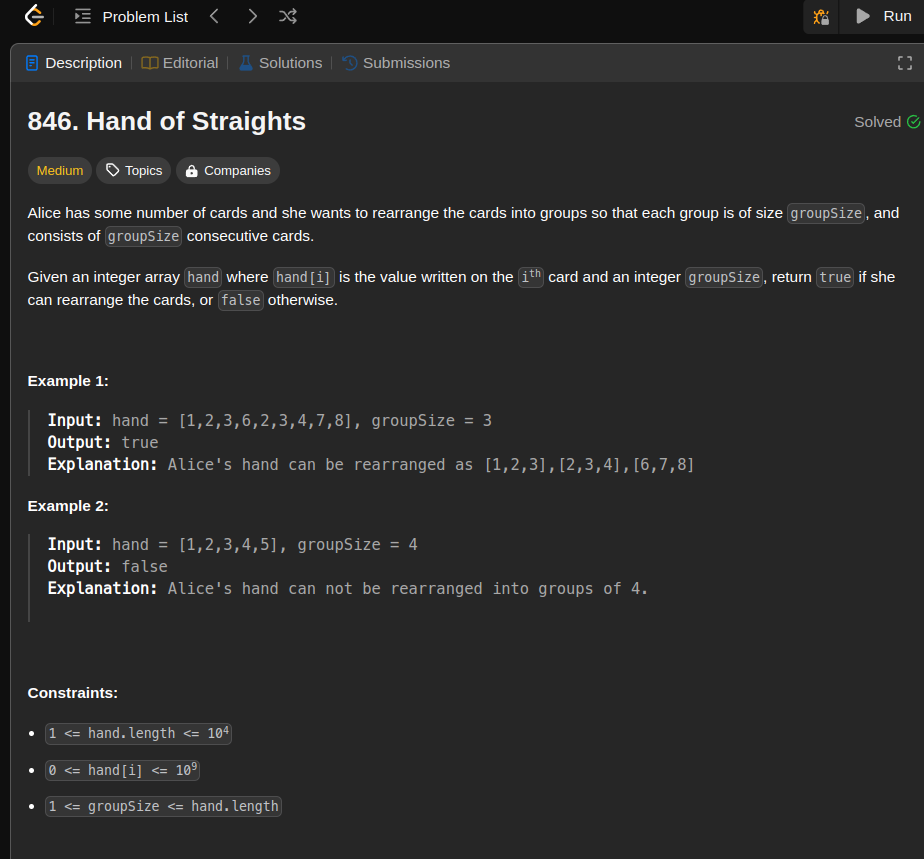 Problem List
Run
Description
Editorial
Solutions
Submissions
846. Hand of Straights
Solved
Medium
Topics
Companies
Alice has some number of cards and she wants to rearrange the cards into groups so that each group is of size groupSize, and
consists of groupSize consecutive cards.
Given an integer array hand where hand[i] is the value written on the iᵗʰ card and an integer groupSize, return true if she
can rearrange the cards, or false otherwise.
Example 1:
Input: hand = [1,2,3,6,2,3,4,7,8], groupSize = 3
Output: true
Explanation: Alice's hand can be rearranged as [1,2,3],[2,3,4],[6,7,8]
Example 2:
Input: hand = [1,2,3,4,5], groupSize = 4
Output: false
Explanation: Alice's hand can not be rearranged into groups of 4.
Constraints:
• 1 <= hand.length <= 10⁴
• 0 <= hand[i] <= 10⁹
• 1 <= groupSize <= hand.length